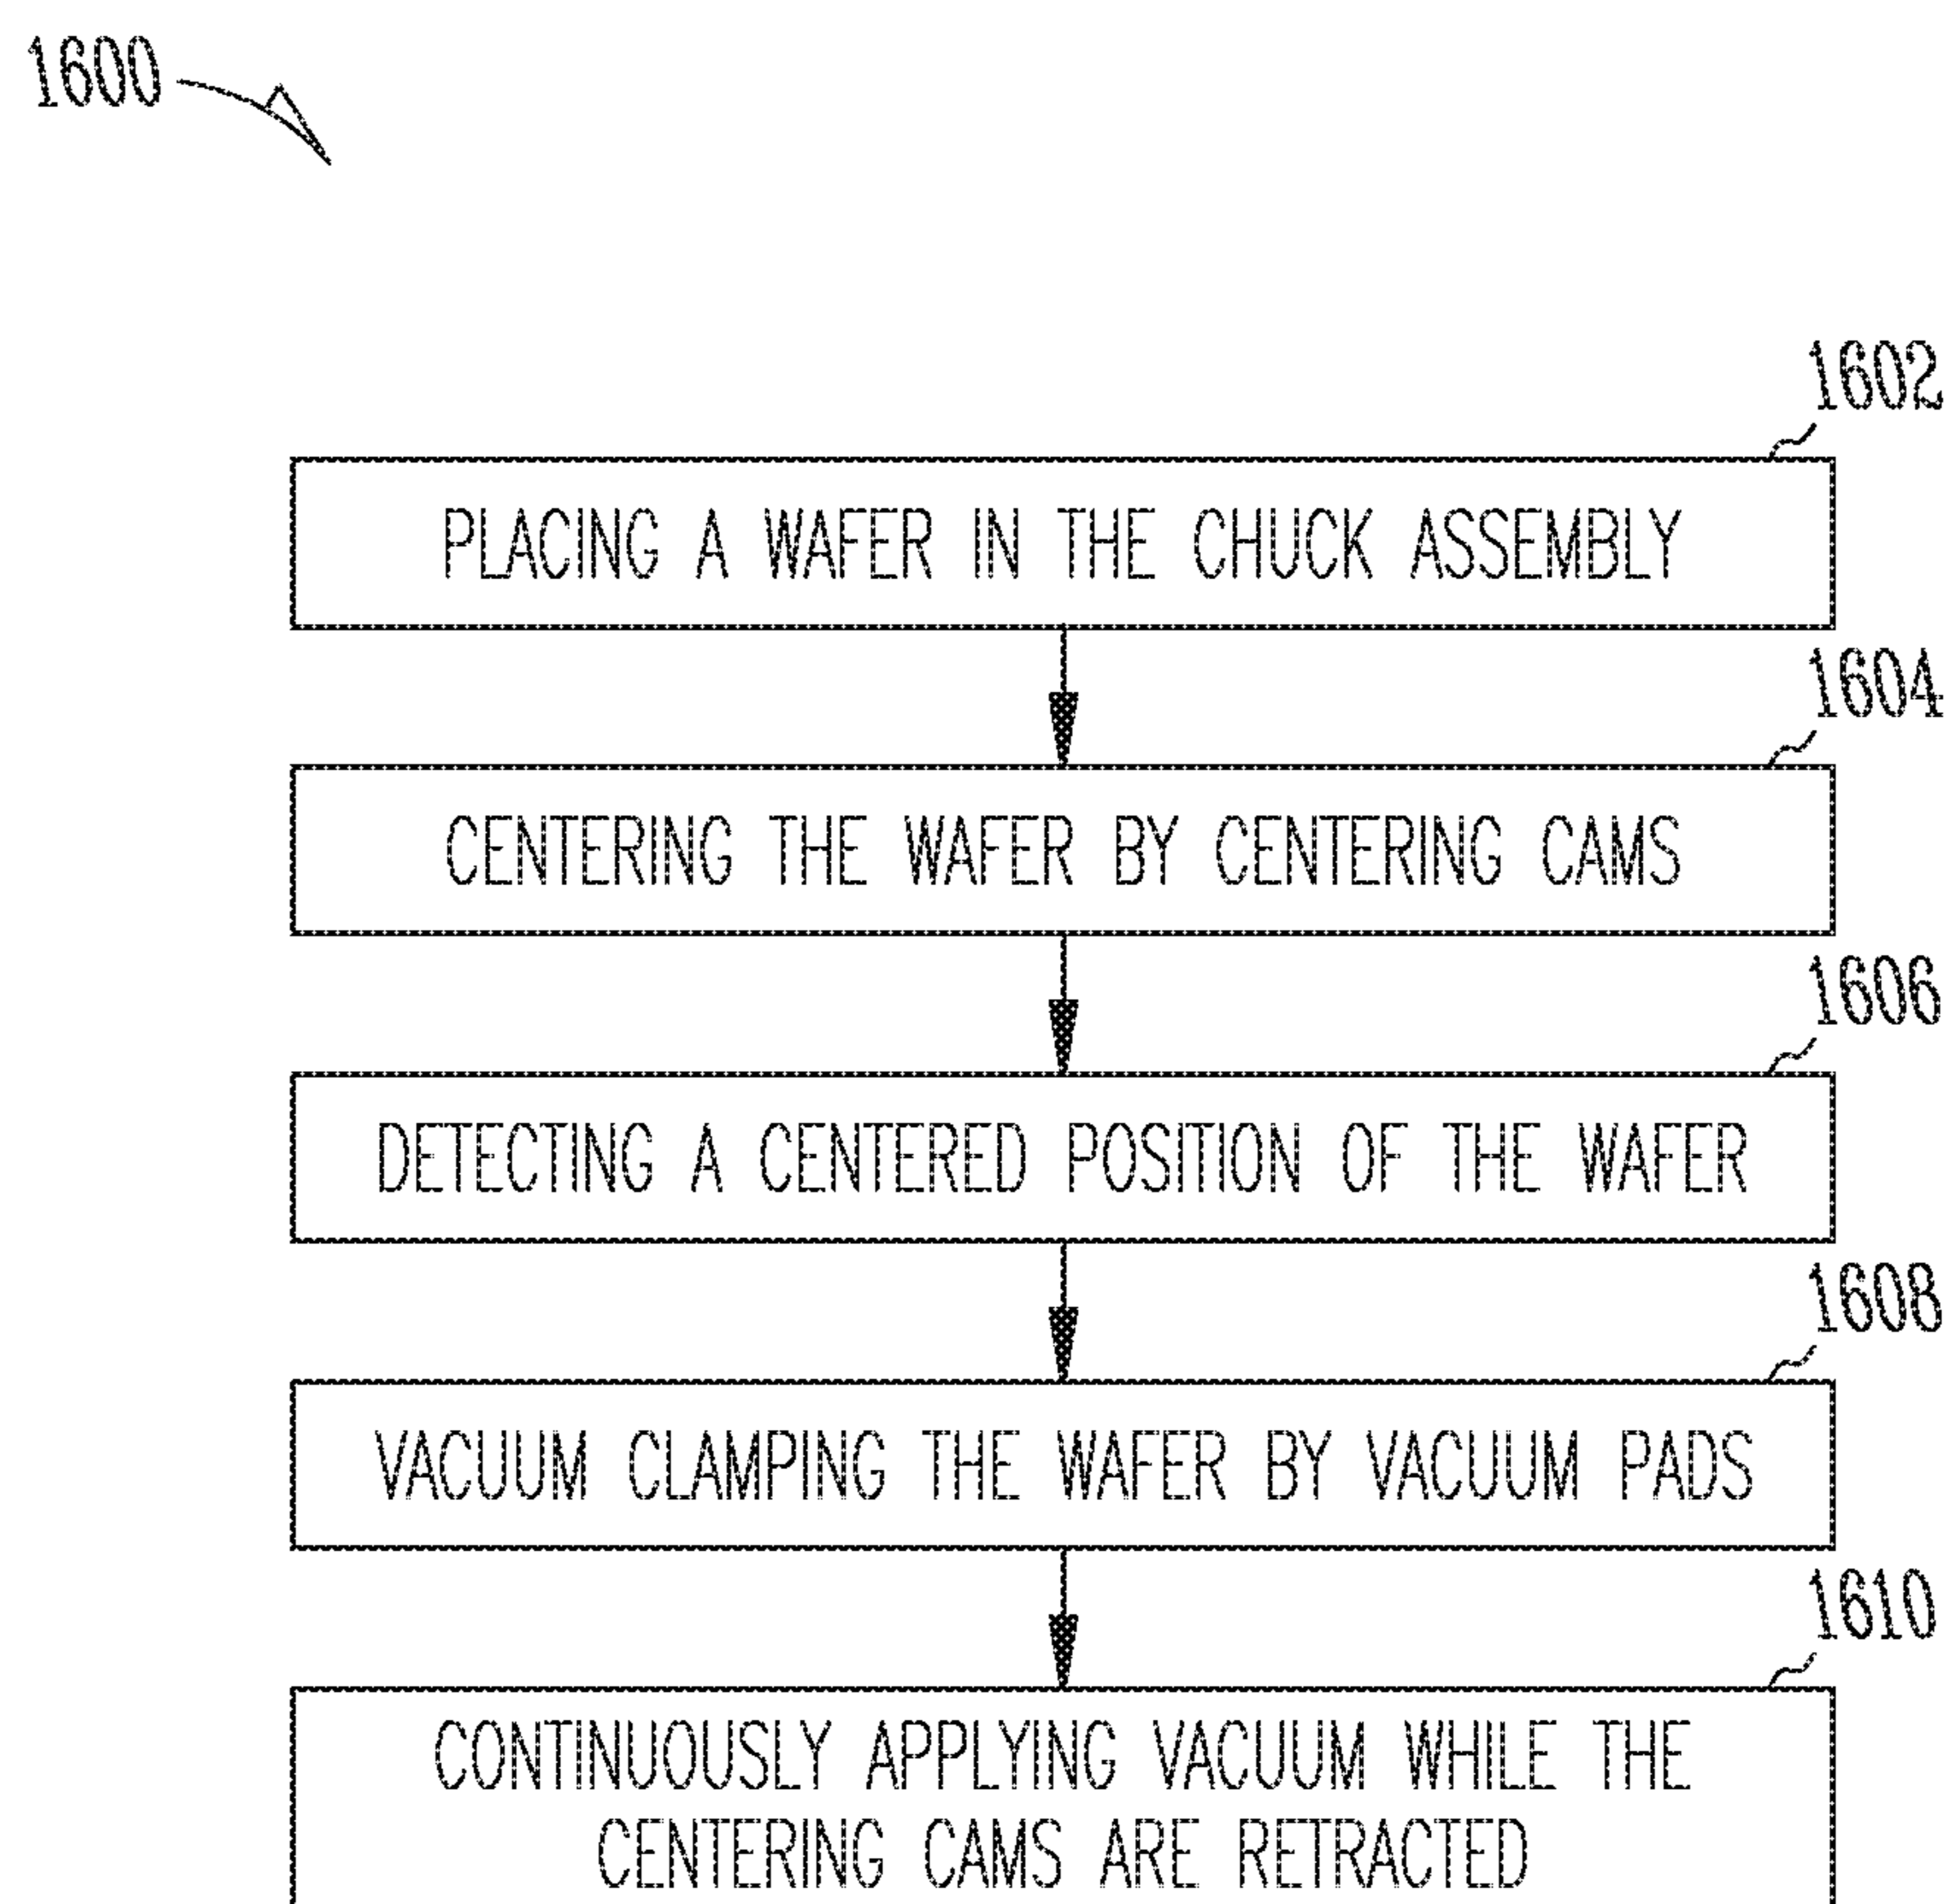 1600
1602
PLACING A WAFER IN THE CHUCK ASSEMBLY
1604
CENTERING THE WAFER BY CENTERING CAMS
1606
DETECTING A CENTERED POSITION OF THE WAFER
1608
VACUUM CLAMPING THE WAFER BY VACUUM PADS
1610
CONTINUOUSLY APPLYING VACUUM WHILE THE
CENTERING CAMS ARE RETRACTED